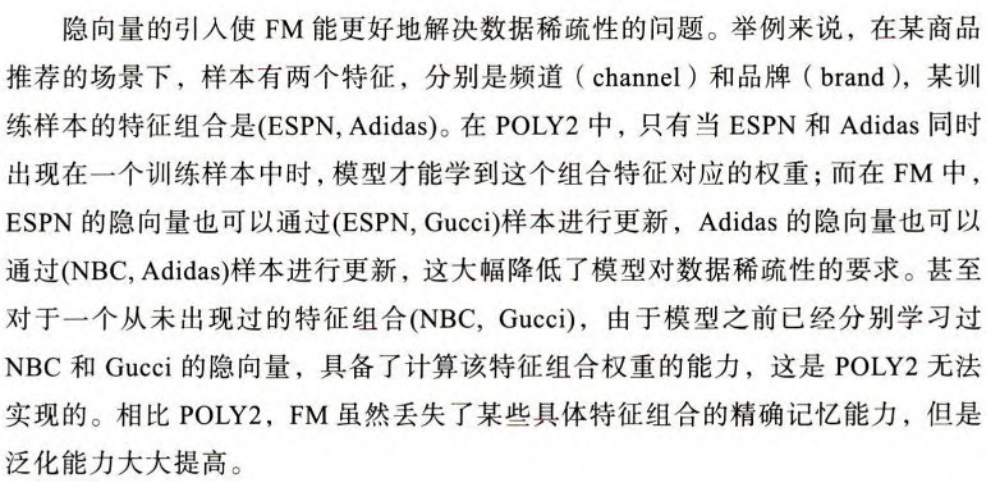 隐向量的引入使 FM 能更好地解决数据稀疏性的问题。举例来说，在某商品
推荐的场景下，样本有两个特征，分别是频道（channel）和品牌（brand），某训
练样本的特征组合是(ESPN, Adidas)。在 POLY2 中，只有当 ESPN 和 Adidas 同时
出现在一个训练样本中时，模型才能学到这个组合特征对应的权重；而在 FM 中，
ESPN 的隐向量也可以通过(ESPN, Gucci)样本进行更新，Adidas 的隐向量也可以
通过(NBC, Adidas)样本进行更新，这大幅降低了模型对数据稀疏性的要求。甚至
对于一个从未出现过的特征组合(NBC, Gucci)，由于模型之前已经分别学习过
NBC 和 Gucci 的隐向量，具备了计算该特征组合权重的能力，这是 POLY2 无法
实现的。相比 POLY2，FM 虽然丢失了某些具体特征组合的精确记忆能力，但是
泛化能力大大提高。